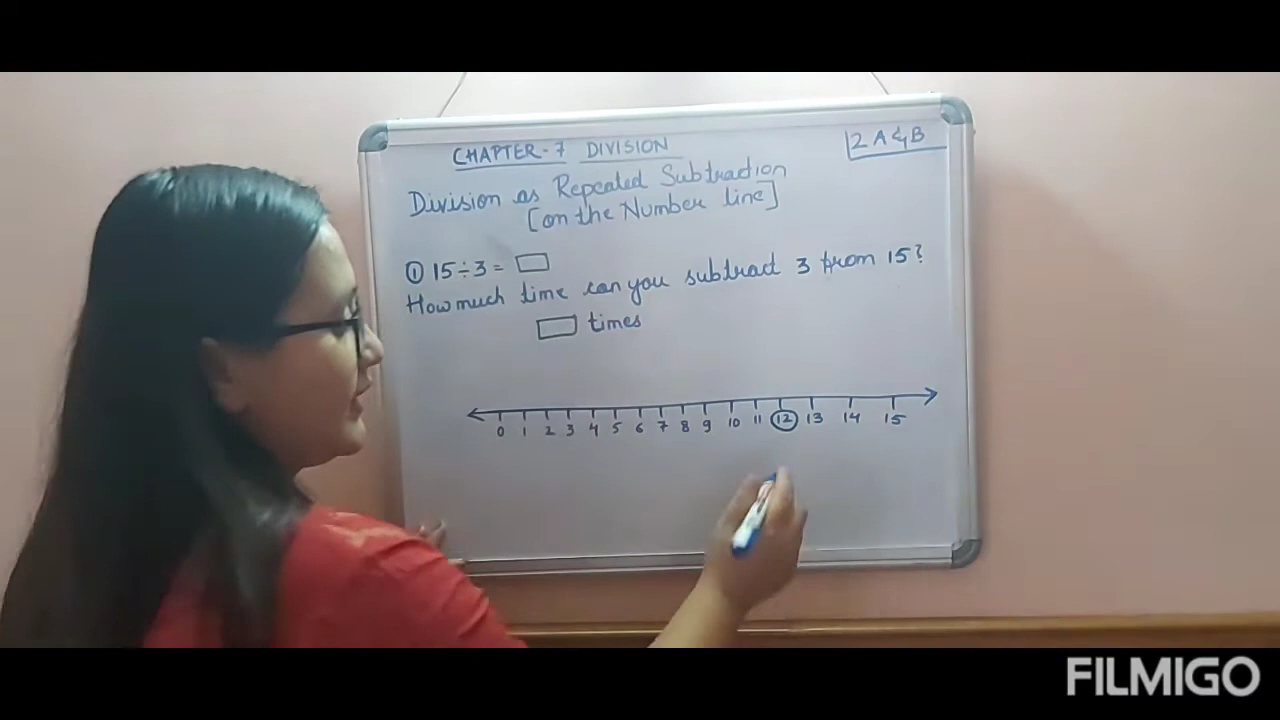 CHAPTER-7 DIVISION
2 A & B
Division as Repeated Subtraction
[on the Number line]
① 15÷3 = □
How much time can you subtract 3 from 15?
□ times
0 1 2 3 4 5 6 7 8 9 10 11 12 13 14 15
FILMIGO